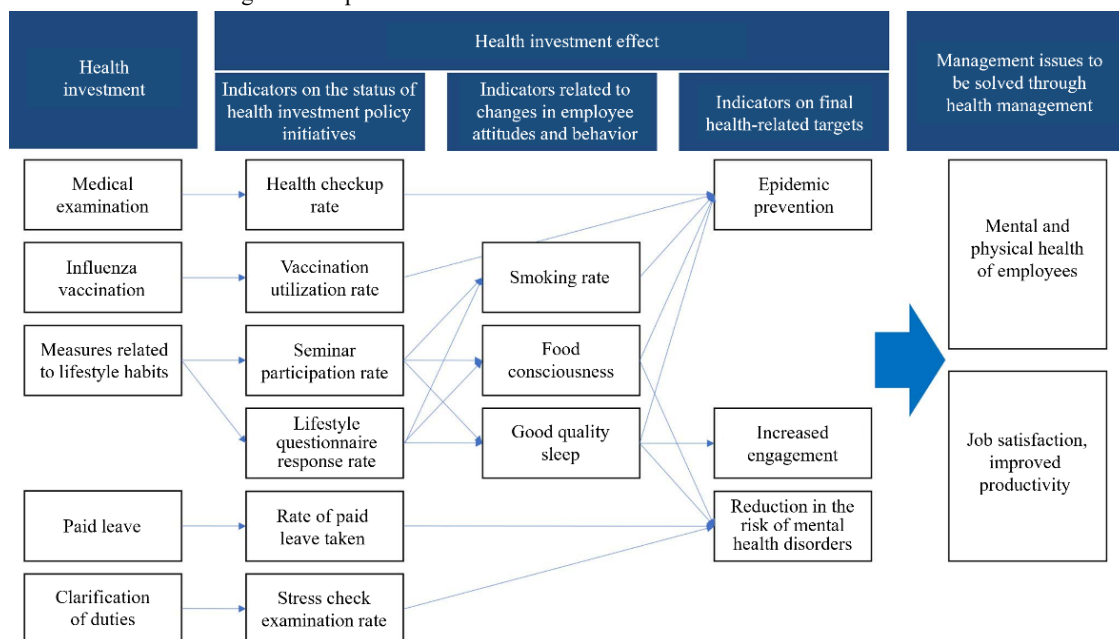 Health
investment
Health investment effect
Indicators on the status of
health investment policy
initiatives
Indicators related to
changes in employee
attitudes and behavior
Indicators on final
health-related targets
Management issues to
be solved through
health management
Medical
examination
Health checkup
rate
Epidemic
prevention
Influenza
vaccination
Vaccination
utilization rate
Smoking rate
Mental and
physical health
of employees
Measures related
to lifestyle habits
Seminar
participation rate
Food
consciousness
Lifestyle
questionnaire
response rate
Good quality
sleep
Increased
engagement
Job satisfaction,
improved
productivity
Paid leave
Rate of paid
leave taken
Reduction in the
risk of mental
health disorders
Clarification
of duties
Stress check
examination rate